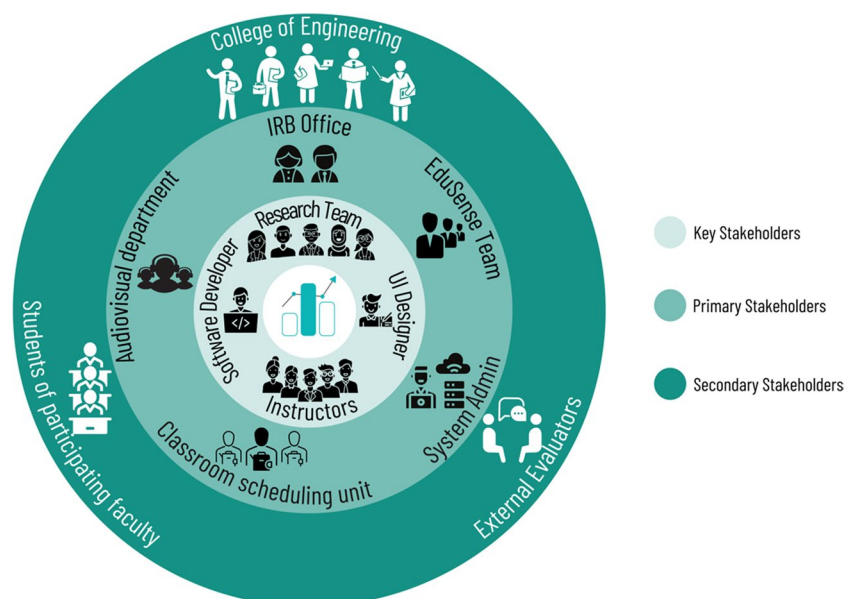 College of Engineering
IRB Office
Audiovisual department
EduSense Team
Research Team
Software Developer
UI Designer
</>
Instructors
System Admin
Classroom scheduling unit
Students of participating faculty
External Evaluators
Key Stakeholders
Primary Stakeholders
Secondary Stakeholders